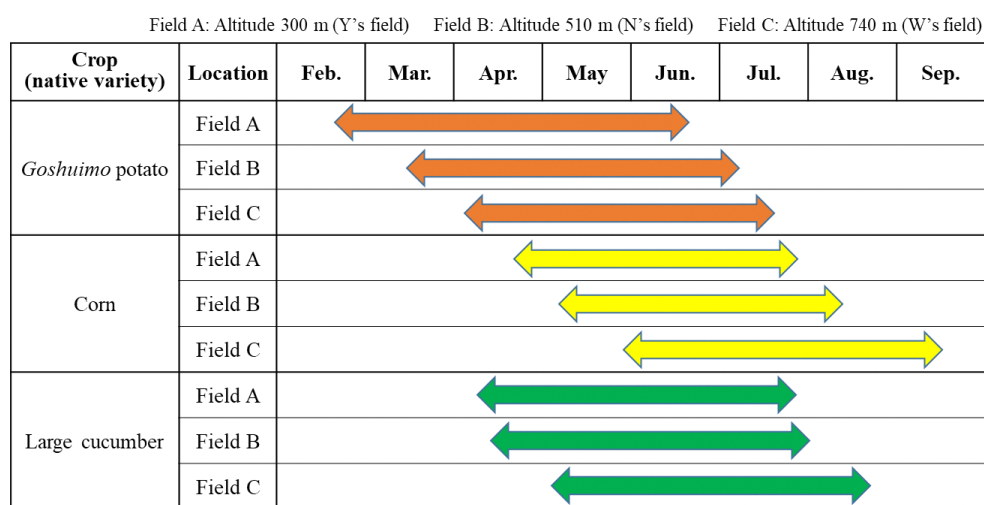 Field A: Altitude 300 m (Y's field) Field B: Altitude 510 m (N's field) Field C: Altitude 740 m (W's field)
Crop
(native variety) Location Feb. Mar. Apr. May Jun. Jul. Aug. Sep.
Field A
Goshuimo potato Field B
Field C
Field A
Corn Field B
Field C
Field A
Large cucumber Field B
Field C